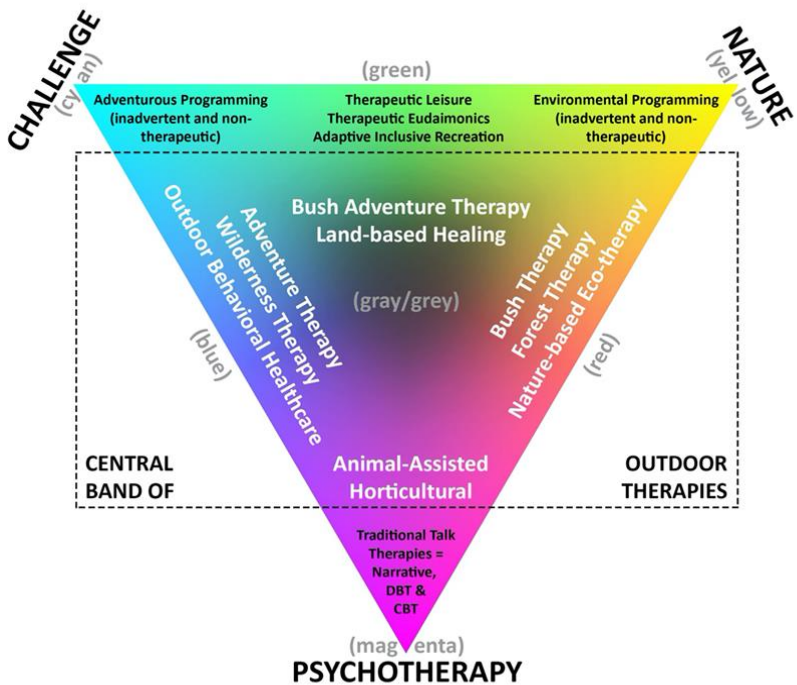 CHALLENGE
(cyan)
(green)
NATURE
(yellow)
Adventurous Programming
(inadvertent and non-
therapeutic)
Therapeutic Leisure
Therapeutic Eudaimonics
Adaptive Inclusive Recreation
Environmental Programming
(inadvertent and non-
therapeutic)
Bush Adventure Therapy
Land-based Healing
Adventure Therapy
Wilderness Therapy
Outdoor Behavioral Healthcare
(gray/grey)
Bush Therapy
Forest Therapy
Nature-based Eco-therapy
(blue)
(red)
CENTRAL
BAND OF
Animal-Assisted
Horticultural
OUTDOOR
THERAPIES
Traditional Talk
Therapies =
Narrative,
DBT &
CBT
(magenta)
PSYCHOTHERAPY